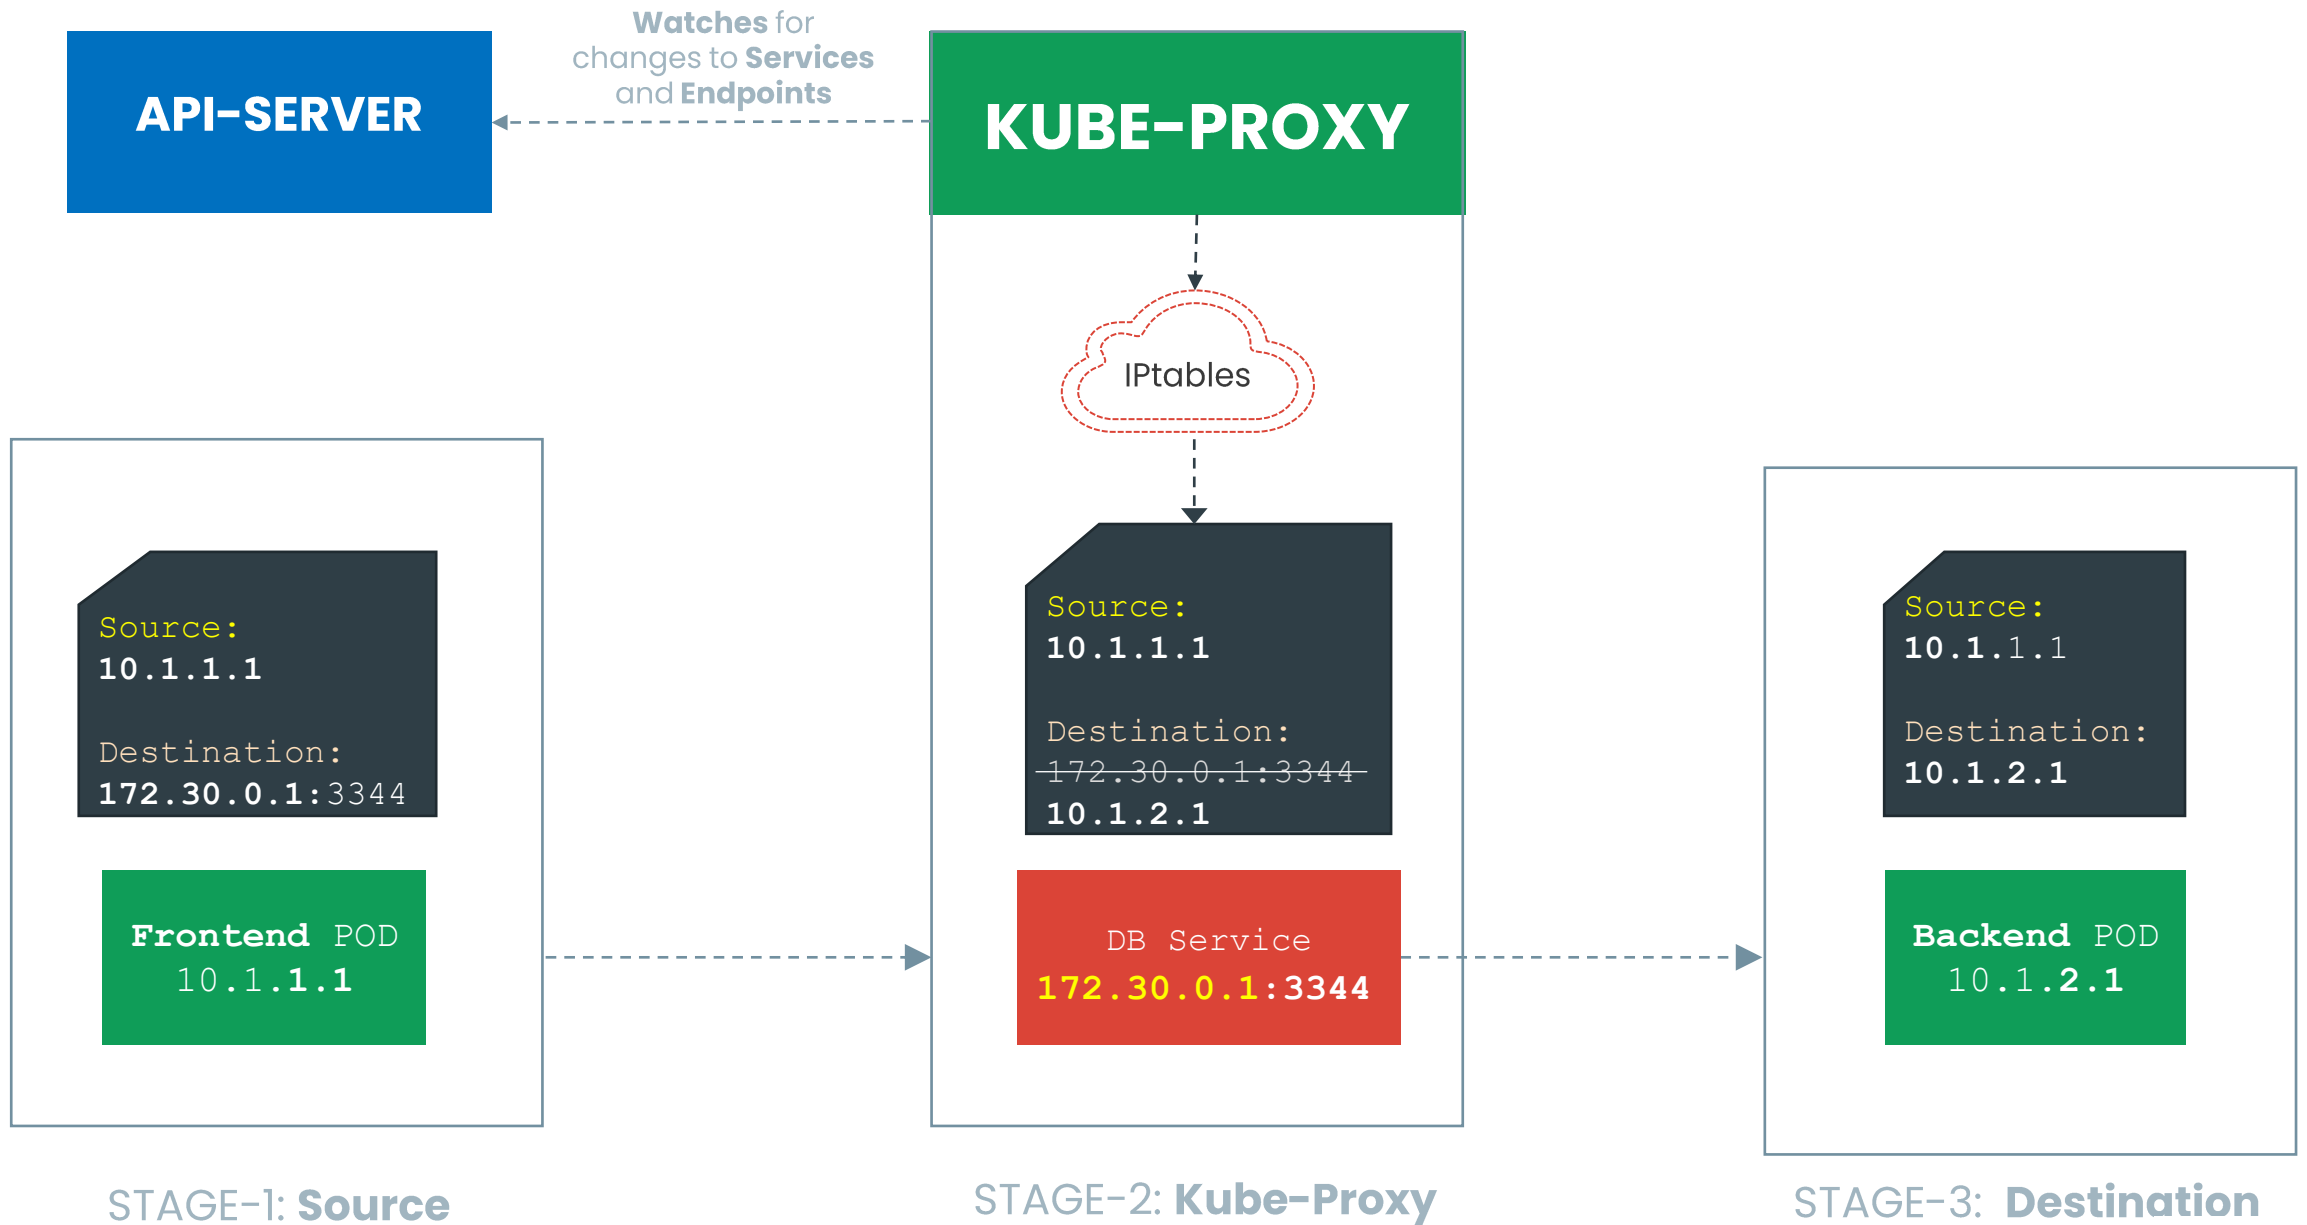 Watches for
changes to Services
and Endpoints
API-SERVER
KUBE-PROXY
IPtables
Source:
10.1.1.1
Destination:
172.30.0.1:3344
Frontend POD
10.1.1.1
STAGE-1: Source
Source:
10.1.1.1
Destination:
172.30.0.1:3344
10.1.2.1
DB Service
172.30.0.1:3344
STAGE-2: Kube-Proxy
Source:
10.1.1.1
Destination:
10.1.2.1
Backend POD
10.1.2.1
STAGE-3: Destination